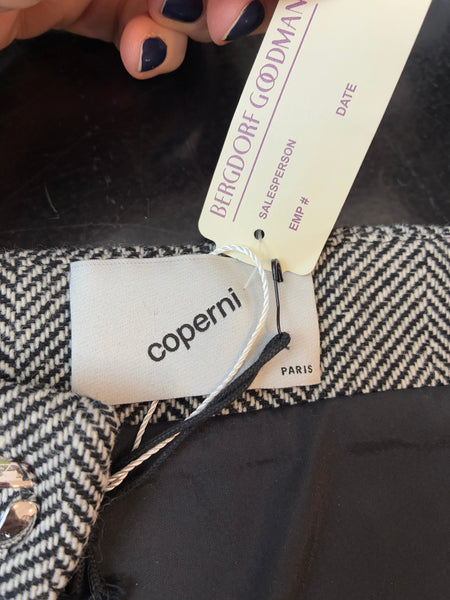 BERGDORF GOODMAN
SALESPERSON
EMP #
DATE
coperni
PARIS